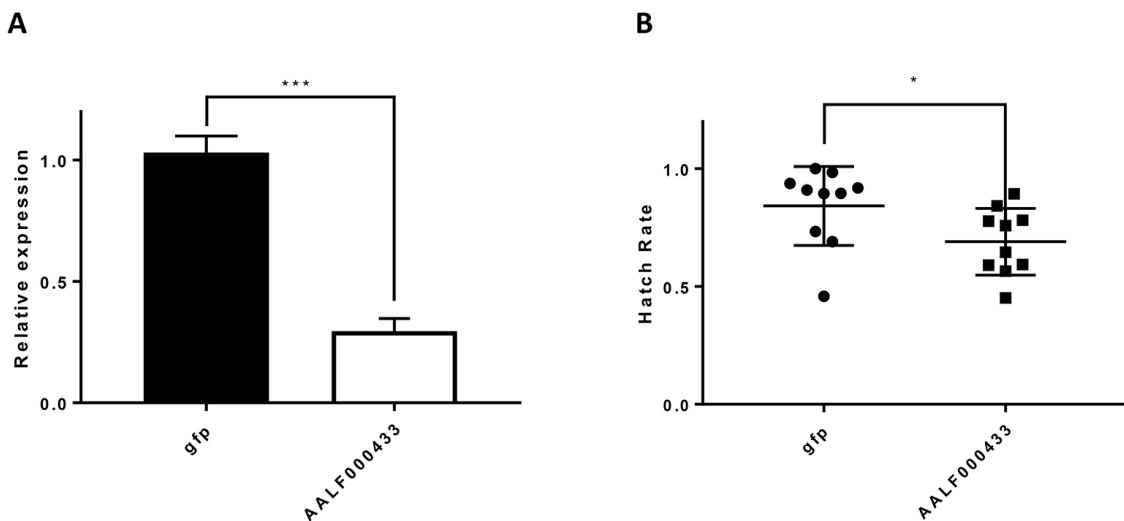 A
***
Relative expression
1.0
0.5
0.0
gfp
AALF000433
B
*
Hatch Rate
1.0
0.5
0.0
gfp
AALF000433